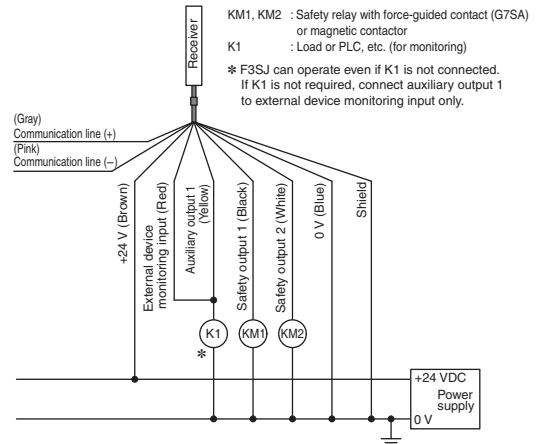 Receiver
KM1, KM2 : Safety relay with force-guided contact (G7SA)
or magnetic contactor
K1 : Load or PLC, etc. (for monitoring)
* F3SJ can operate even if K1 is not connected.
If K1 is not required, connect auxiliary output 1
to external device monitoring input only.
(Gray)
Communication line (+)
(Pink)
Communication line (−)
+24 V (Brown)
External device
monitoring input (Red)
Auxiliary output 1
(Yellow)
Safety output 1 (Black)
Safety output 2 (White)
0 V (Blue)
Shield
K1
*
KM1
KM2
+24 VDC
Power
supply
0 V